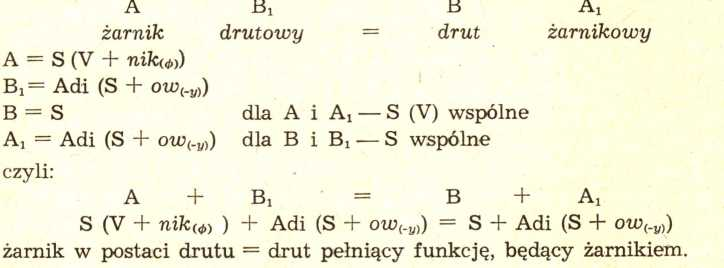 A B₁ B A₁
żarnik drutowy = drut żarnikowy
A = S (V + nik₍ϕ₎)
B₁= Adi (S + ow₍₋y₎)
B = S dla A i A₁ — S (V) wspólne
A₁ = Adi (S + ow₍₋y₎) dla B i B₁ — S wspólne
czyli:
A + B₁ = B + A₁
S (V + nik₍ϕ₎ ) + Adi (S + ow₍₋y₎) = S + Adi (S + ow₍₋y₎)
żarnik w postaci drutu = drut pełniący funkcję, będący żarnikiem.